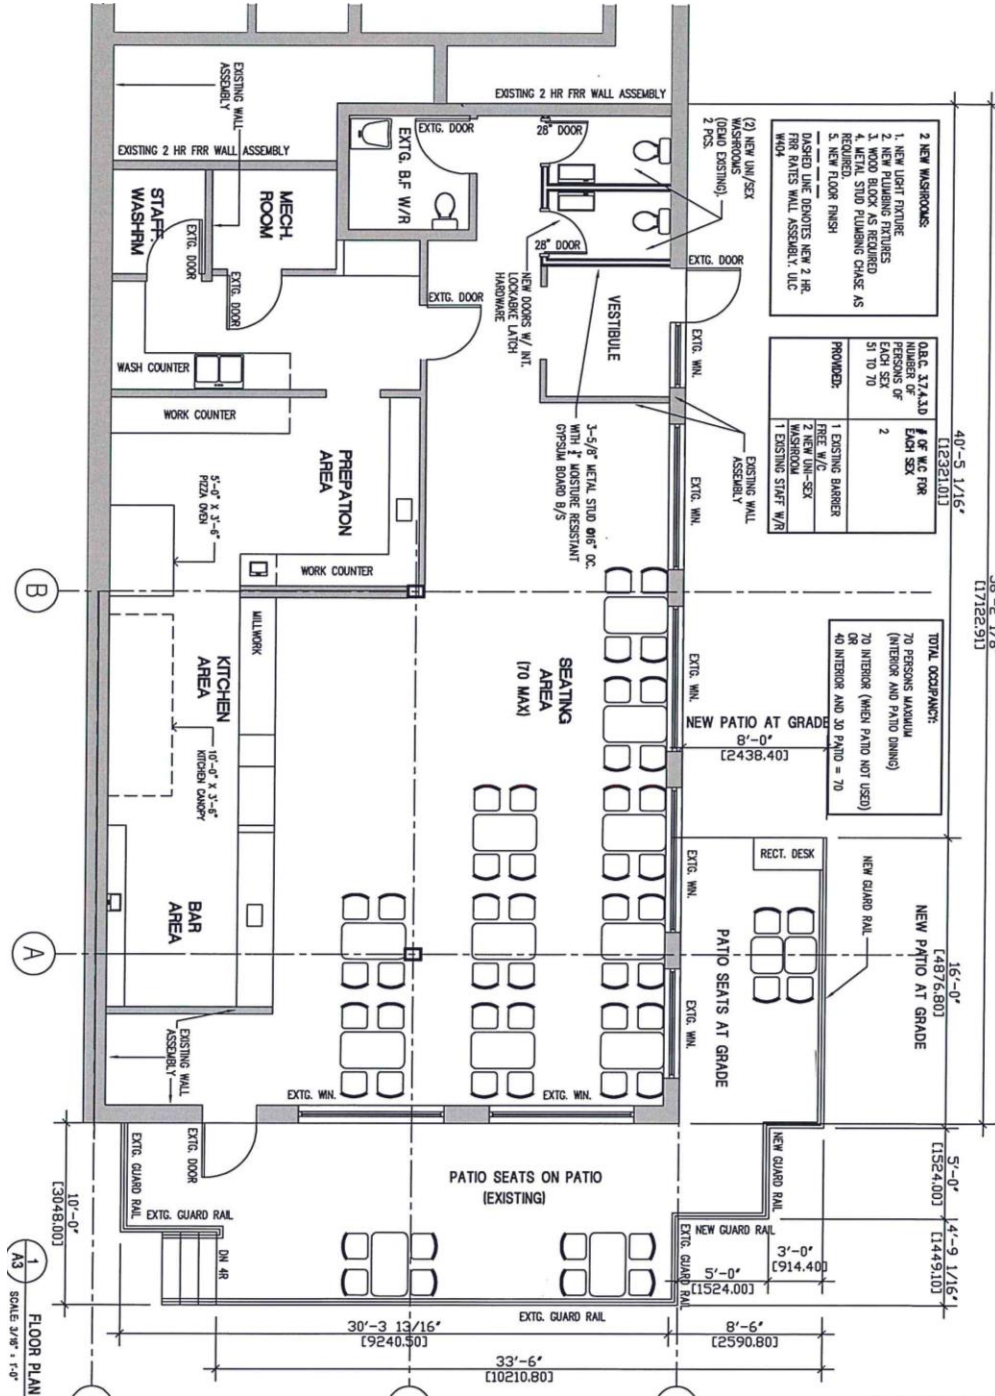 EXISTING WALL
ASSEMBLY
EXISTING 2 HR FRR WALL ASSEMBLY
EXISTING 2 HR FRR WALL ASSEMBLY
EXTG. B.F W/R
EXTG. DOOR
28" DOOR
28" DOOR
(2) NEW UNI/SEX
WASHROOMS
(DEMO EXISTING).
2 PCS.
2 NEW WASHROOMS:
1. NEW LIGHT FIXTURE
2. NEW PLUMBING FIXTURES
3. WOOD BLOCK AS REQUIRED
4. METAL STUD PLUMBING CHASE AS
REQUIRED.
5. NEW FLOOR FINISH
DASHED LINE DENOTES NEW 2 HR.
FRR RATES WALL ASSEMBLY. ULC
W404
MECH.
ROOM
STAFF.
WASHRM
EXTG. DOOR
EXTG. DOOR
EXTG. DOOR
EXTG. DOOR
NEW DOORS W/ INT.
LOCKABKE LATCH
HARDWARE
VESTIBULE
EXTG. WIN.
O.B.C. 3.7.4.3.D
NUMBER OF
PERSONS OF
EACH SEX
# OF W.C FOR
EACH SEX
51 TO 70
2
PROVIDED:
1 EXISTING BARRIER
FREE W/C
2 NEW UNI-SEX
WASHROOM
1 EXISTING STAFF W/R
40'-5 1/16"
[12321.01]
[17122.91]
WASH COUNTER
WORK COUNTER
PREPATION
AREA
3-5/8" METAL STUD @16" OC.
MOISTURE RESISTANT
GYPSUM BOARD B/S
EXISTING WALL
ASSEMBLY
EXTG. WIN.
5'-0" X 3'-6"
PIZZA OVEN
WORK COUNTER
B
MILLWORK
KITCHEN
AREA
10'-0" X 3'-6"
KITCHEN CANOPY
SEATING
AREA
(70 MAX)
EXTG. WIN.
NEW PATIO AT GRADE
8'-0"
[2438.40]
TOTAL OCCUPANCY:
70 PERSONS MAXIMUM
(INTERIOR AND PATIO DINING)
70 INTERIOR (WHEN PATIO NOT USED)
OR
40 INTERIOR AND 30 PATIO = 70
EXTG. WIN.
RECT. DESK
NEW GUARD RAIL
NEW PATIO AT GRADE
16'-0"
[4876.80]
BAR
AREA
A
PATIO SEATS AT GRADE
EXTG. WIN.
EXISTING WALL
ASSEMBLY
EXTG. WIN.
EXTG. WIN.
EXTG. DOOR
EXTG. GUARD RAIL
EXTG. GUARD RAIL
DN 4R
PATIO SEATS ON PATIO
(EXISTING)
NEW GUARD RAIL
NEW GUARD RAIL
EXTG. GUARD RAIL
5'-0"
[1524.00]
4'-9 1/16"
[1449.10]
3'-0"
[914.40]
5'-0"
[1524.00]
10'-0"
[3048.00]
EXTG. GUARD RAIL
30'-3 13/16"
[9240.50]
8'-6"
[2590.80]
33'-6"
[10210.80]
1
A3
FLOOR PLAN
SCALE: 3/16" = 1'-0"